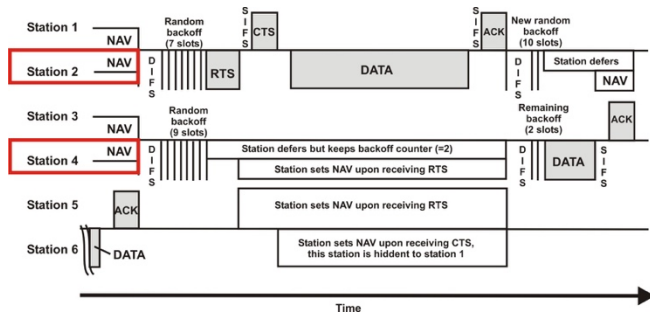 Station 1
NAV
Station 2
NAV
D I F S
Random
backoff
(7 slots)
RTS
S I F S
CTS
DATA
S I F S
ACK
D I F S
New random
backoff
(10 slots)
Station defers
NAV
Station 3
NAV
Station 4
NAV
D I F S
Random
backoff
(9 slots)
Station defers but keeps backoff counter (=2)
Station sets NAV upon receiving RTS
D I F S
Remaining
backoff
(2 slots)
DATA
S I F S
ACK
Station 5
ACK
Station sets NAV upon receiving RTS
Station 6
DATA
Station sets NAV upon receiving CTS,
this station is hiddent to station 1
Time